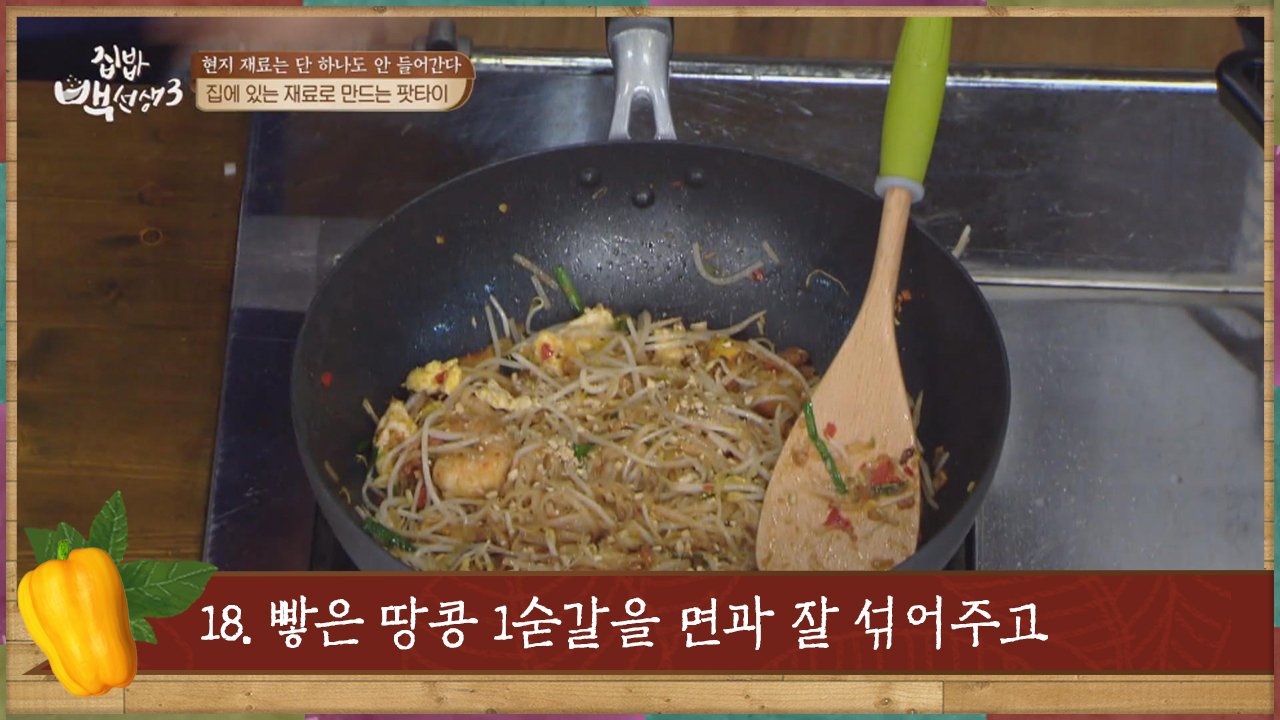 집밥
백선생3
현지 재료는 단 하나도 안 들어간다
집에 있는 재료로 만드는 팟타이
18. 빻은 땅콩 1숟갈을 면과 잘 섞어주고